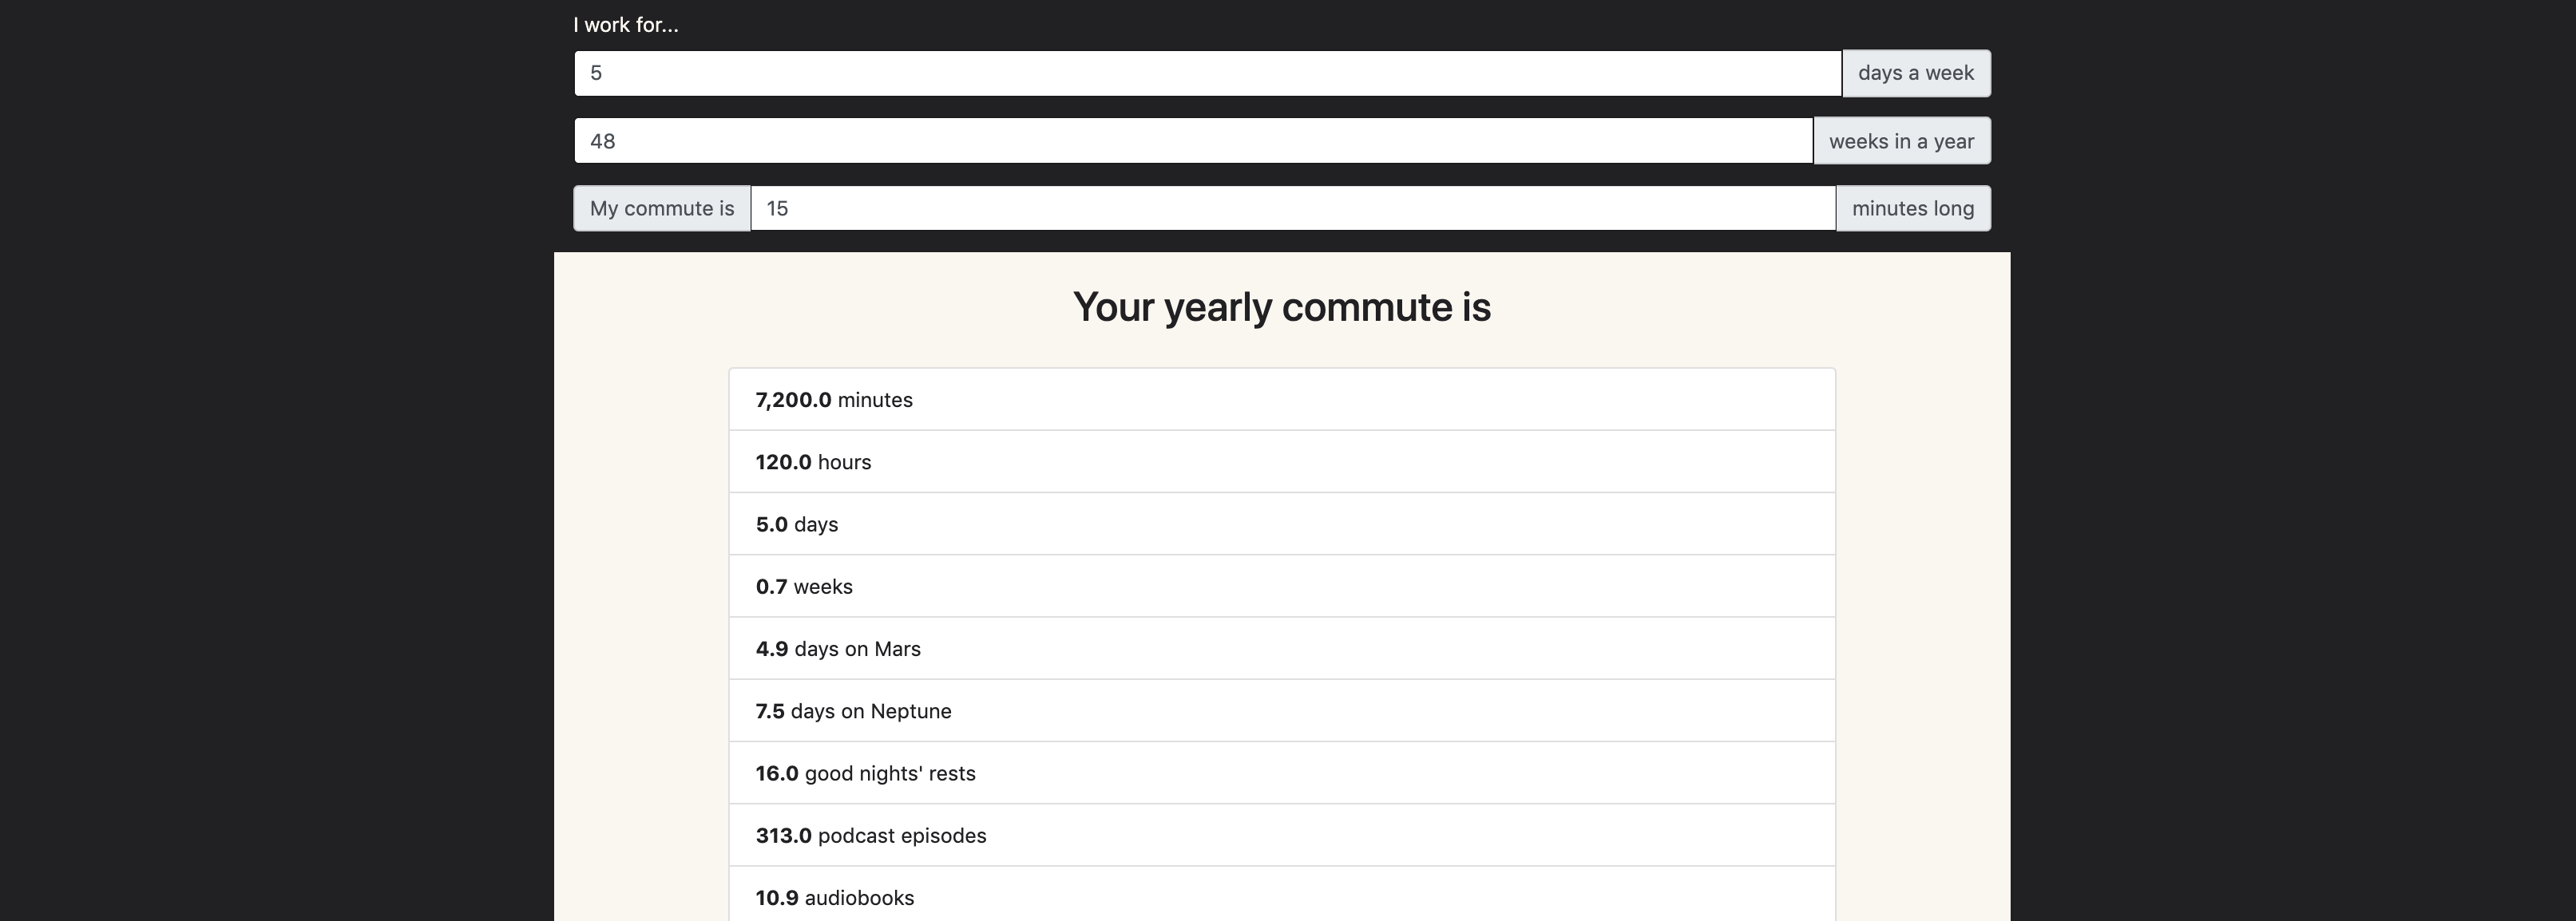 I work for...
5 days a week
48 weeks in a year
My commute is 15 minutes long
Your yearly commute is
7,200.0 minutes
120.0 hours
5.0 days
0.7 weeks
4.9 days on Mars
7.5 days on Neptune
16.0 good nights' rests
313.0 podcast episodes
10.9 audiobooks